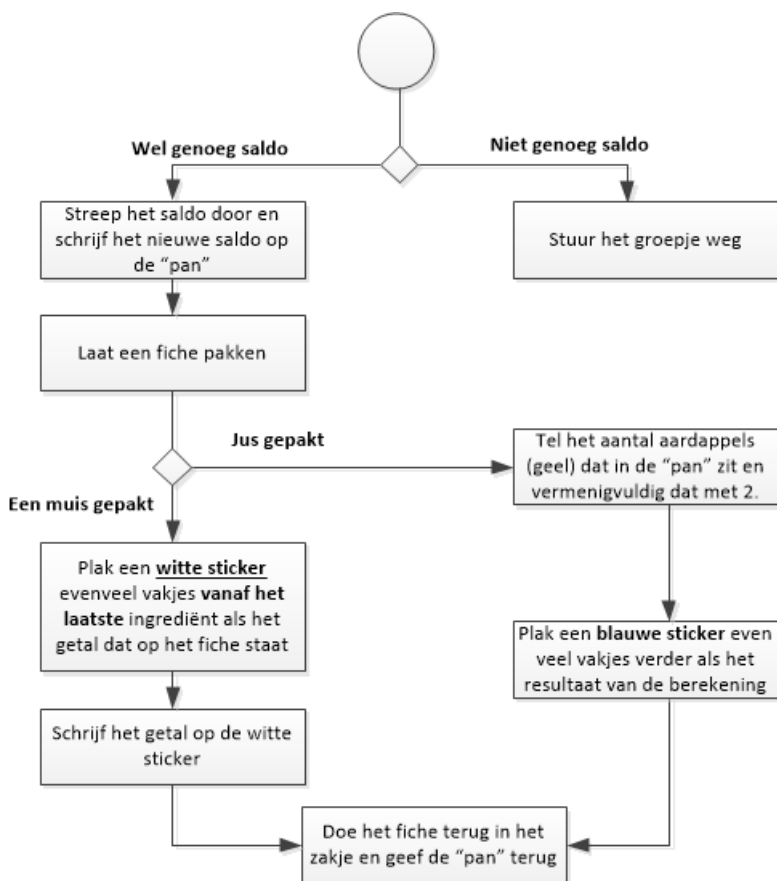 Wel genoeg saldo
Niet genoeg saldo
Streep het saldo door en
schrijf het nieuwe saldo op
de “pan”
Stuur het groepje weg
Laat een fiche pakken
Jus gepakt
Tel het aantal aardappels
(geel) dat in de “pan” zit en
vermenigvuldig dat met 2.
Een muis gepakt
Plak een witte sticker
evenveel vakjes vanaf het
laatste ingrediënt als het
getal dat op het fiche staat
Plak een blauwe sticker even
veel vakjes verder als het
resultaat van de berekening
Schrijf het getal op de witte
sticker
Doe het fiche terug in het
zakje en geef de “pan” terug